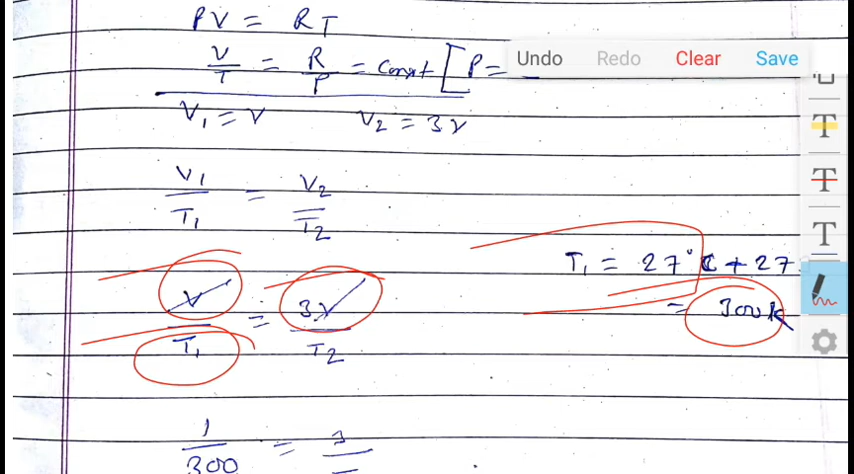 PV = RT
V/T = R/P = Const [P =
Undo Redo Clear Save
V₁ = V V₂ = 3V
V₁/T₁ = V₂/T₂
T₁ = 27°C + 27
V/T₁ = 3V/T₂
= 300K
1/300 = 3/
T
T
T